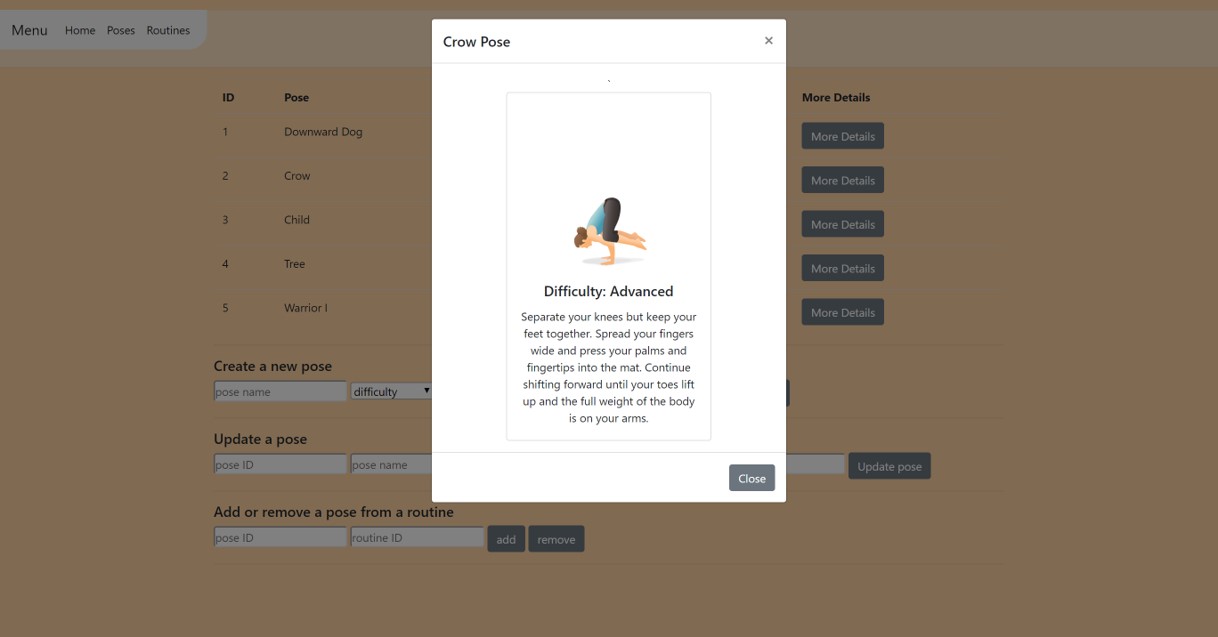 Menu Home Poses Routines
Crow Pose ×
`
ID Pose More Details
1 Downward Dog More Details
2 Crow More Details
3 Child More Details
4 Tree More Details
5 Warrior I More Details
Difficulty: Advanced
Separate your knees but keep your
feet together. Spread your fingers
wide and press your palms and
fingertips into the mat. Continue
shifting forward until your toes lift
up and the full weight of the body
is on your arms.
Close
Create a new pose
pose name difficulty
Update a pose
pose ID pose name Update pose
Add or remove a pose from a routine
pose ID routine ID add remove